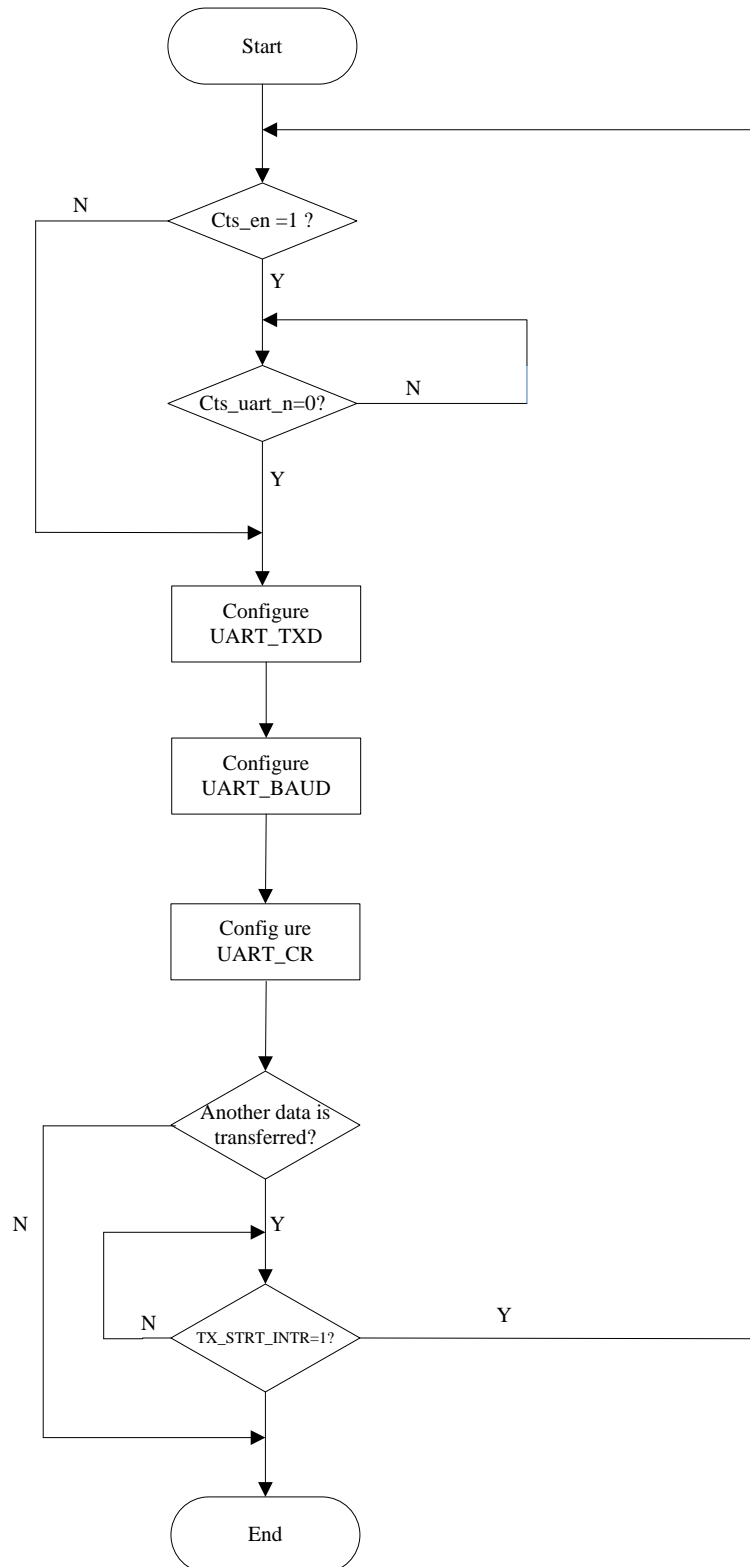 Start
N
Cts_en =1 ?
Y
Cts_uart_n=0?
N
Y
Configure
UART_TXD
Configure
UART_BAUD
Config ure
UART_CR
Another data is
transferred?
N
Y
N
TX_STRT_INTR=1?
Y
End